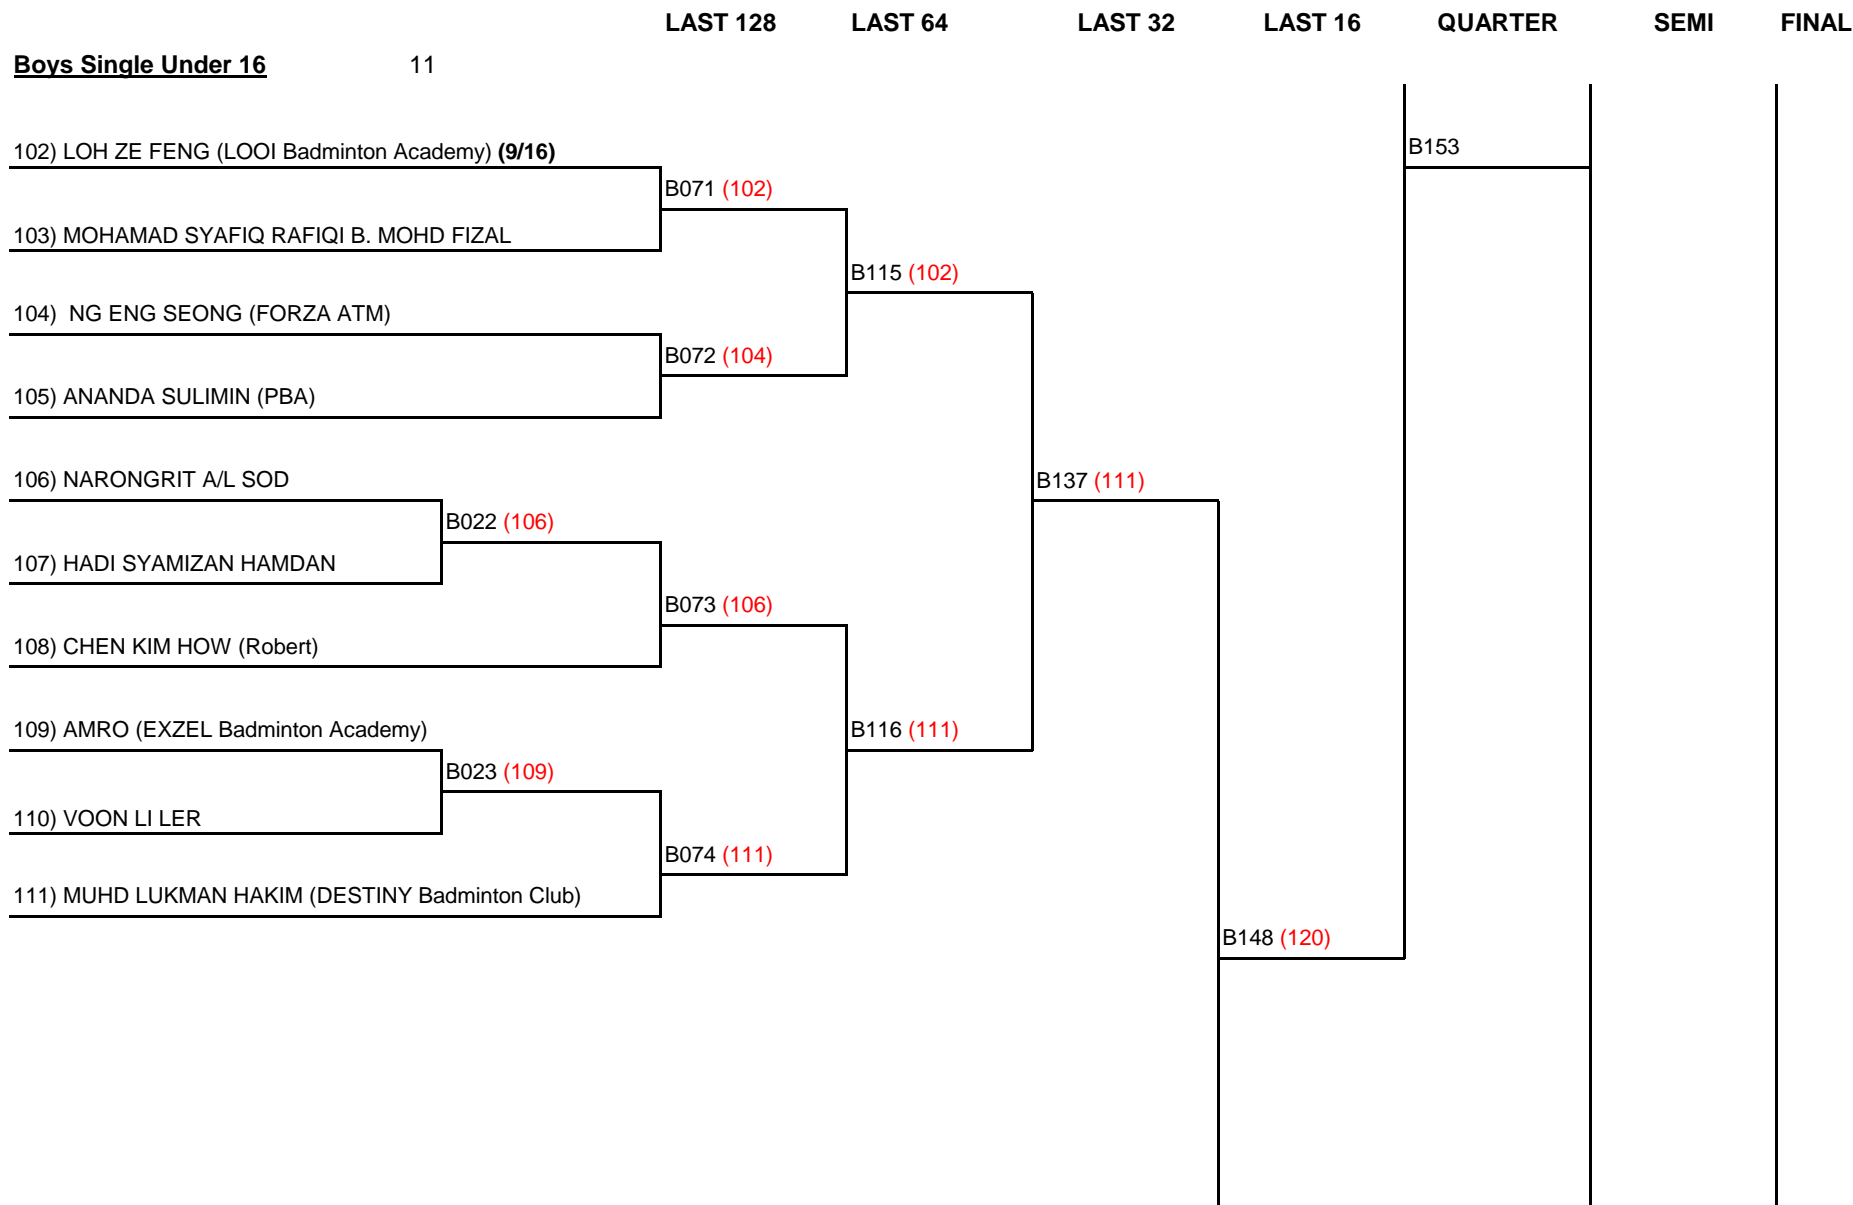 LAST 128 LAST 64 LAST 32 LAST 16 QUARTER SEMI FINAL
Boys Single Under 16 11
102) LOH ZE FENG (LOOI Badminton Academy) (9/16)
B153
B071 (102)
103) MOHAMAD SYAFIQ RAFIQI B. MOHD FIZAL
B115 (102)
104) NG ENG SEONG (FORZA ATM)
B072 (104)
105) ANANDA SULIMIN (PBA)
106) NARONGRIT A/L SOD
B137 (111)
B022 (106)
107) HADI SYAMIZAN HAMDAN
B073 (106)
108) CHEN KIM HOW (Robert)
109) AMRO (EXZEL Badminton Academy)
B116 (111)
B023 (109)
110) VOON LI LER
B074 (111)
111) MUHD LUKMAN HAKIM (DESTINY Badminton Club)
B148 (120)